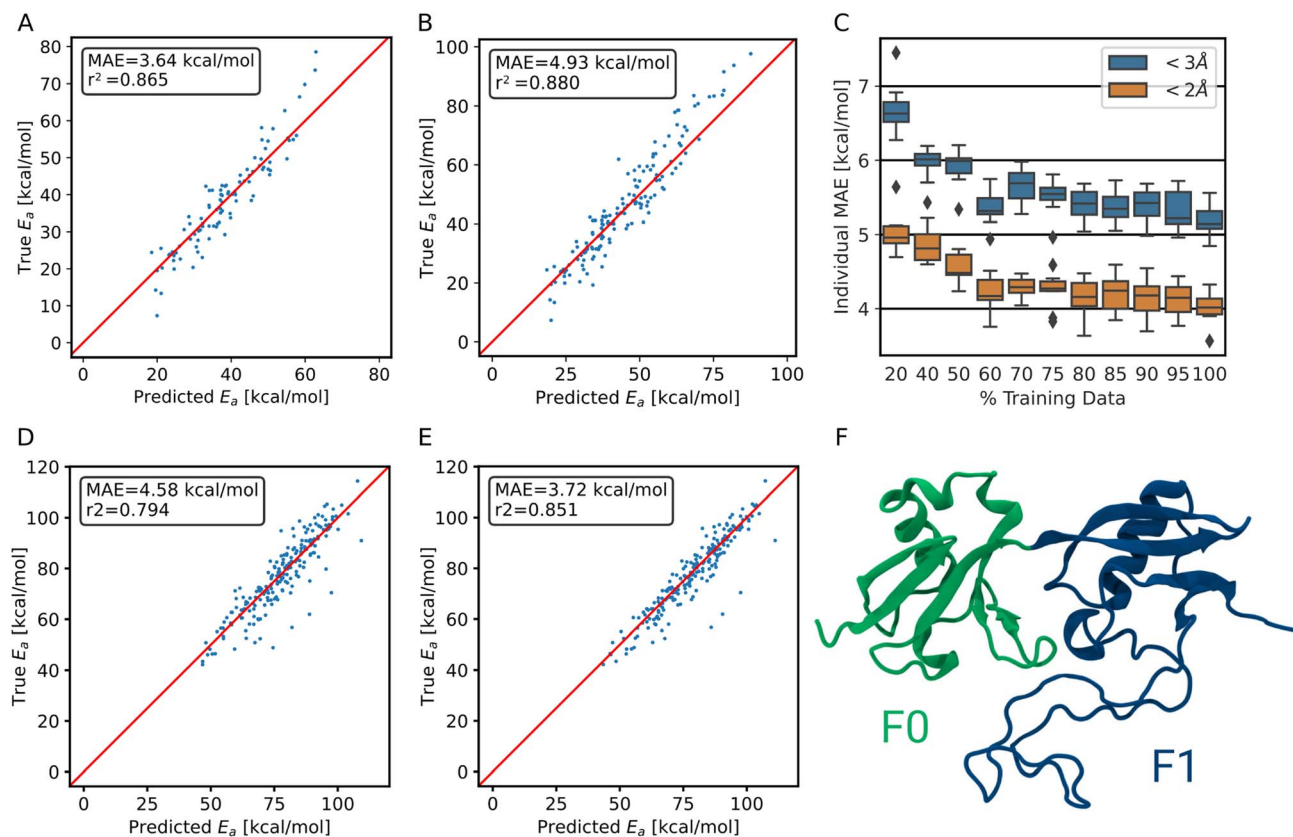 A
MAE=3.64 kcal/mol
r² =0.865
True Eₐ [kcal/mol]
80
70
60
50
40
30
20
10
0
0 20 40 60 80
Predicted Eₐ [kcal/mol]
B
MAE=4.93 kcal/mol
r² =0.880
True Eₐ [kcal/mol]
100
80
60
40
20
0
0 25 50 75 100
Predicted Eₐ [kcal/mol]
C
< 3Å
< 2Å
Individual MAE [kcal/mol]
7
6
5
4
20 40 50 60 70 75 80 85 90 95 100
% Training Data
D
MAE=4.58 kcal/mol
r2=0.794
True Eₐ [kcal/mol]
120
100
80
60
40
20
0
0 25 50 75 100
Predicted Eₐ [kcal/mol]
E
MAE=3.72 kcal/mol
r2=0.851
True Eₐ [kcal/mol]
120
100
80
60
40
20
0
0 25 50 75 100
Predicted Eₐ [kcal/mol]
F
F0
F1